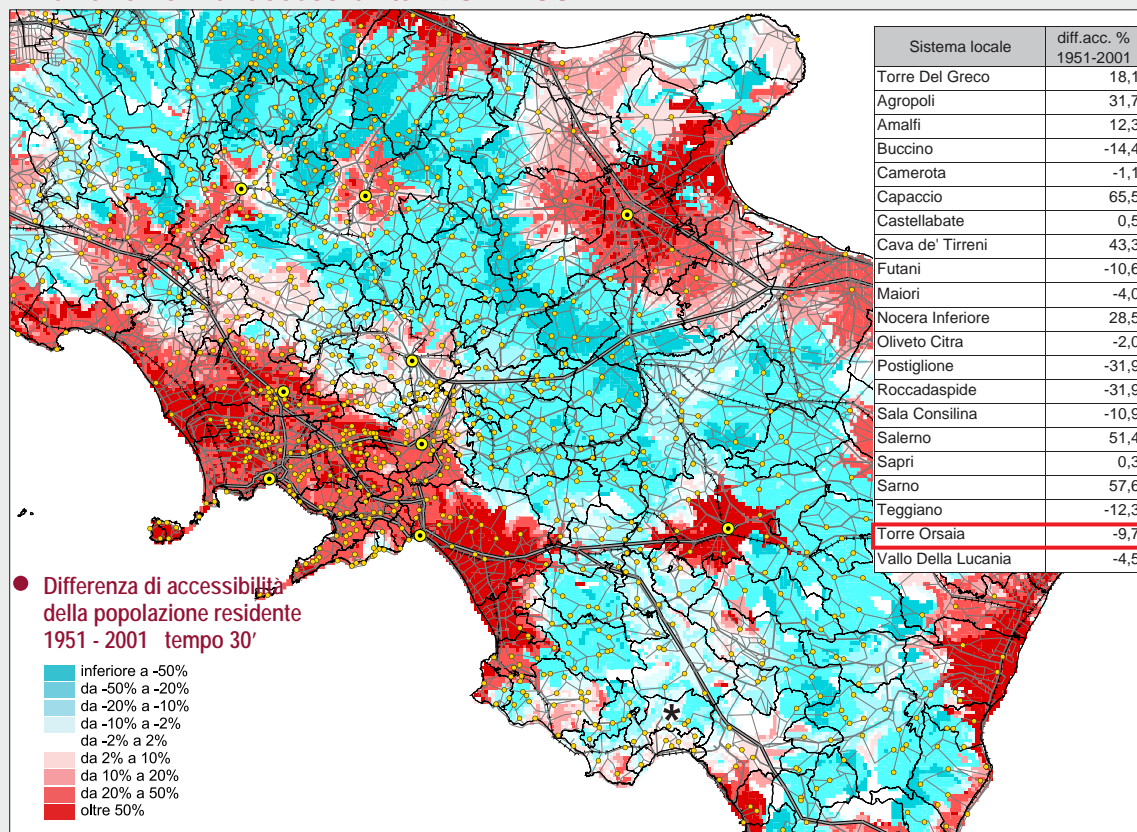 Sistema locale diff.acc. % 1951-2001
Torre Del Greco 18,1
Agropoli 31,7
Amalfi 12,3
Buccino -14,4
Camerota -1,1
Capaccio 65,5
Castellabate 0,5
Cava de' Tirreni 43,3
Futani -10,6
Maiori -4,0
Nocera Inferiore 28,5
Oliveto Citra -2,0
Postiglione -31,9
Roccadaspide -31,9
Sala Consilina -10,9
Salerno 51,4
Sapri 0,3
Sarno 57,6
Teggiano -12,3
Torre Orsaia -9,7
Vallo Della Lucania -4,5
*
Differenza di accessibilità
della popolazione residente
1951 - 2001 tempo 30'
inferiore a -50%
da -50% a -20%
da -20% a -10%
da -10% a -2%
da -2% a 2%
da 2% a 10%
da 10% a 20%
da 20% a 50%
oltre 50%